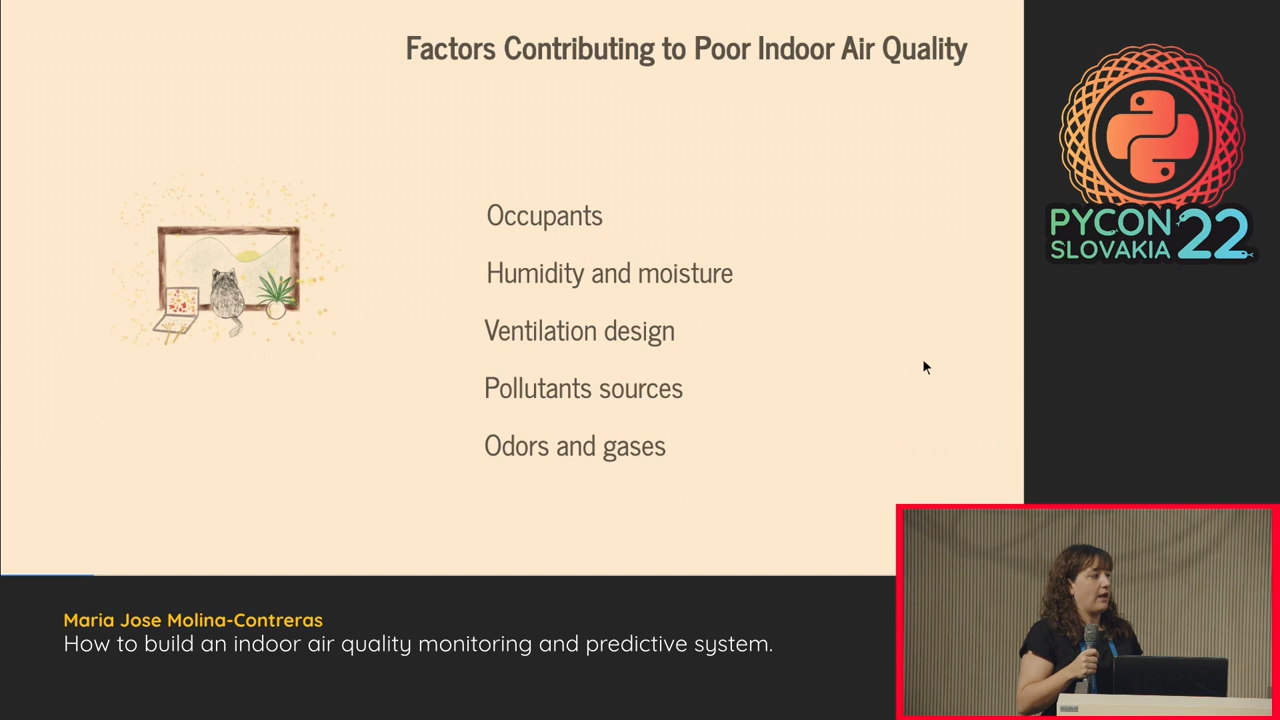 Factors Contributing to Poor Indoor Air Quality
Occupants
Humidity and moisture
Ventilation design
Pollutants sources
Odors and gases
PYCON
SLOVAKIA
22
Maria Jose Molina-Contreras
How to build an indoor air quality monitoring and predictive system.